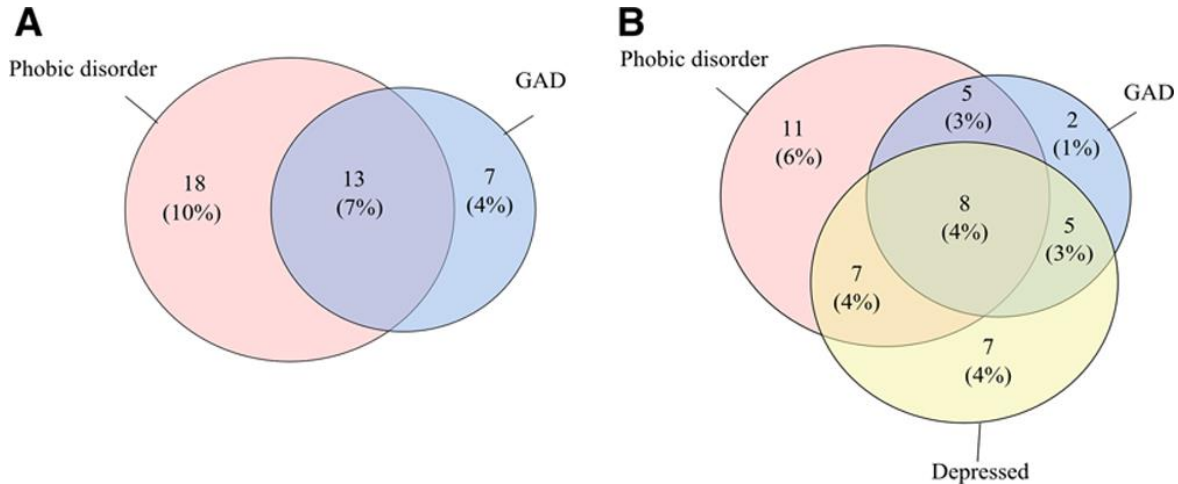 A
Phobic disorder
GAD
18
(10%)
13
(7%)
7
(4%)
B
Phobic disorder
GAD
5
(3%)
2
(1%)
11
(6%)
8
(4%)
5
(3%)
7
(4%)
7
(4%)
Depressed